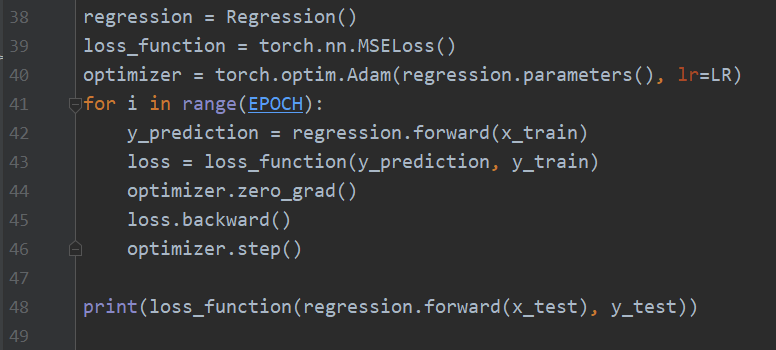 38 regression = Regression()
39 loss_function = torch.nn.MSELoss()
40 optimizer = torch.optim.Adam(regression.parameters(), lr=LR)
41 for i in range(EPOCH):
42     y_prediction = regression.forward(x_train)
43     loss = loss_function(y_prediction, y_train)
44     optimizer.zero_grad()
45     loss.backward()
46     optimizer.step()
47
48 print(loss_function(regression.forward(x_test), y_test))
49